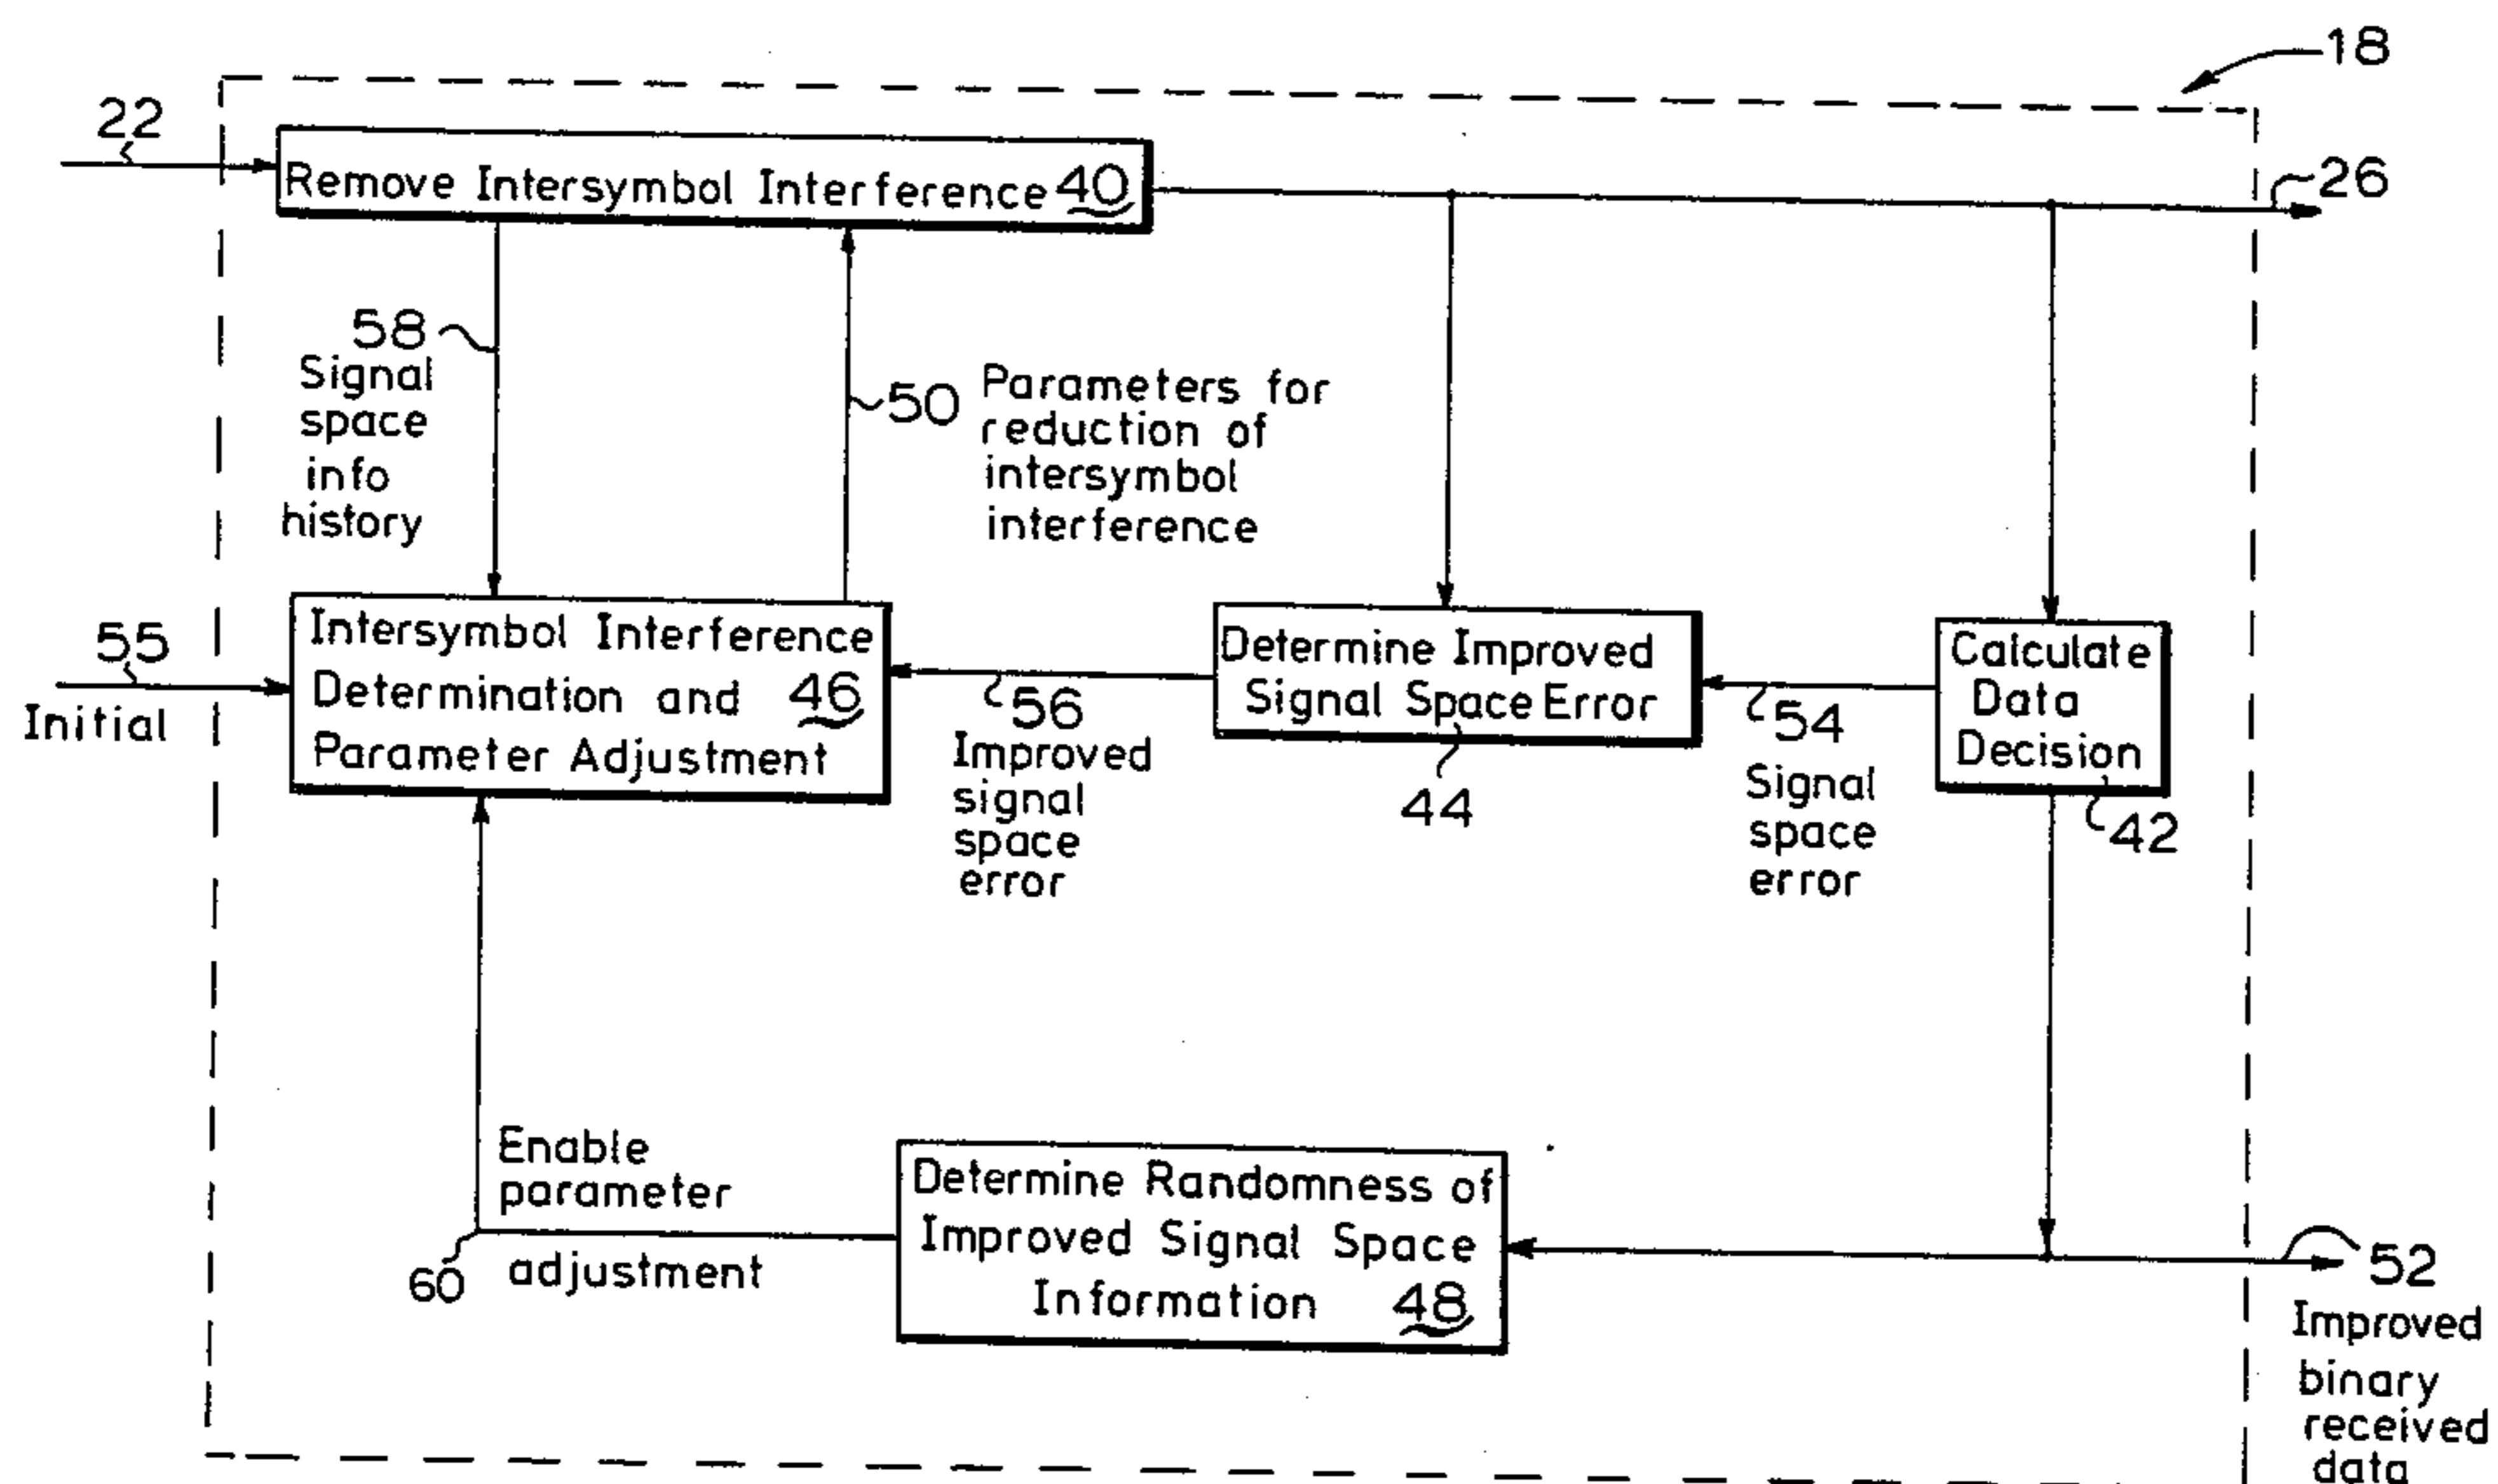 18
22
Remove Intersymbol Interference 40
26
58
Signal
space
info
history
50
Parameters for
reduction of
intersymbol
interference
55
Initial
Intersymbol Interference
Determination and 46
Parameter Adjustment
56
Improved
signal
space
error
Determine Improved
Signal Space Error
44
54
Signal
space
error
Calculate
Data
Decision
42
Enable
parameter
adjustment
60
Determine Randomness of
Improved Signal Space
Information 48
52
Improved
binary
received
data